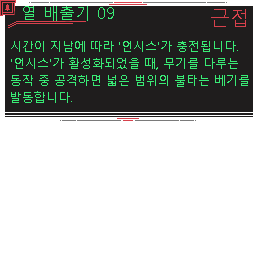 열 배출기 09
근접
시간이 지남에 따라 '언시스'가 충전됩니다.
'언시스'가 활성화되었을 때, 무기를 다루는
동작 중 공격하면 넓은 범위의 불타는 베기를
발동합니다.